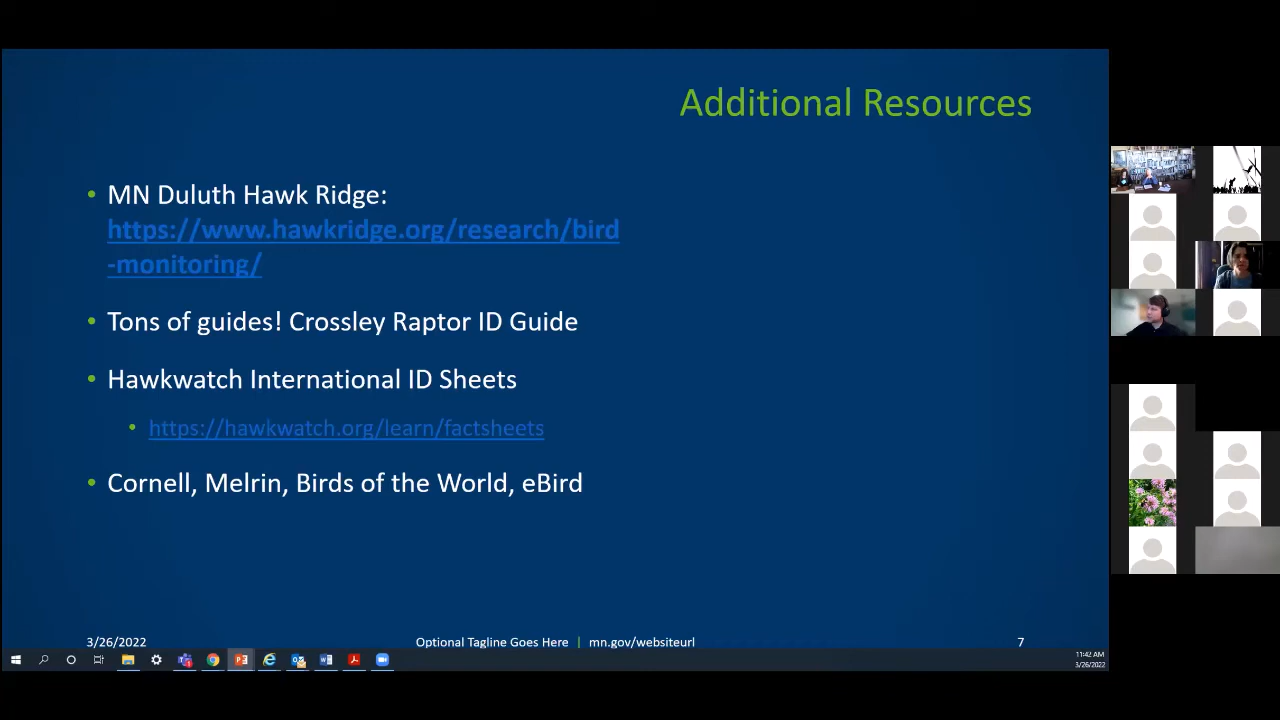 Additional Resources
• MN Duluth Hawk Ridge:
https://www.hawkridge.org/research/bird
-monitoring/
• Tons of guides! Crossley Raptor ID Guide
• Hawkwatch International ID Sheets
• https://hawkwatch.org/learn/factsheets
• Cornell, Melrin, Birds of the World, eBird
3/26/2022 Optional Tagline Goes Here | mn.gov/websiteurl 7
11:42 AM
3/26/2022